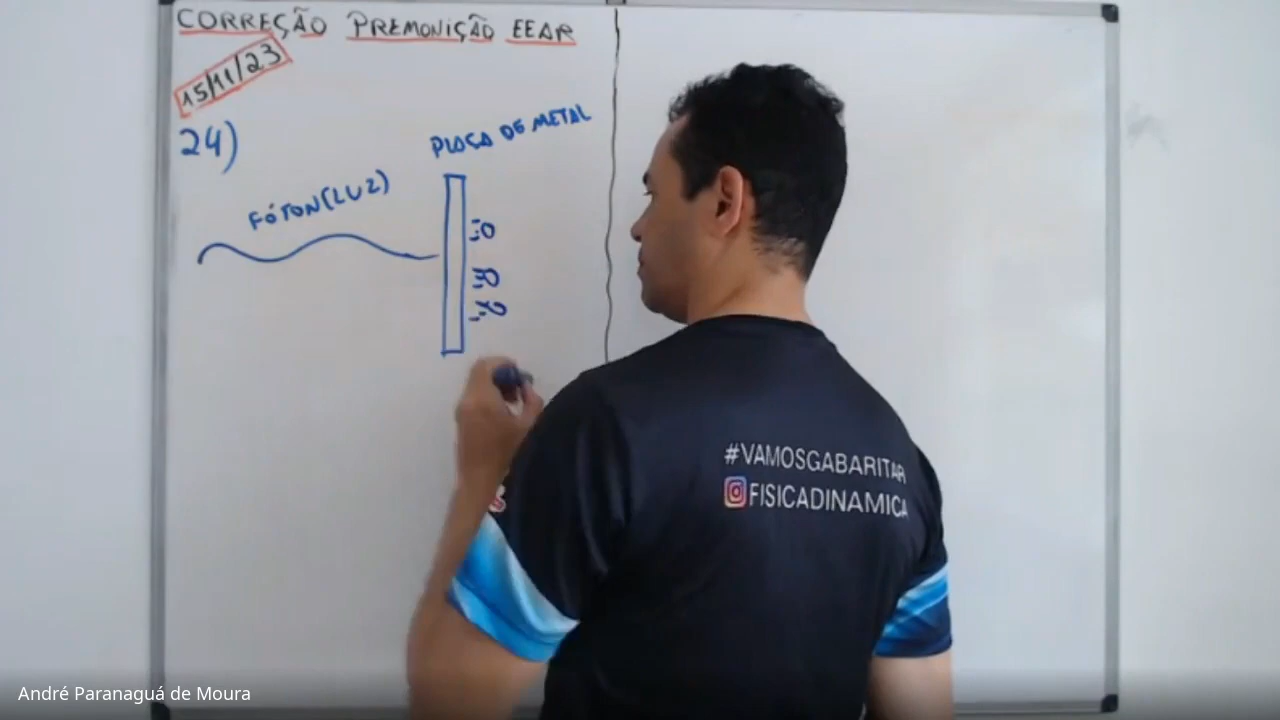 CORREÇÃO PREMONIÇÃO EEAR
15/11/23
24)
PLACA DE METAL
FÓTON(LUZ)
#VAMOSGABARITAR
FISICADINAMICA
André Paranaguá de Moura